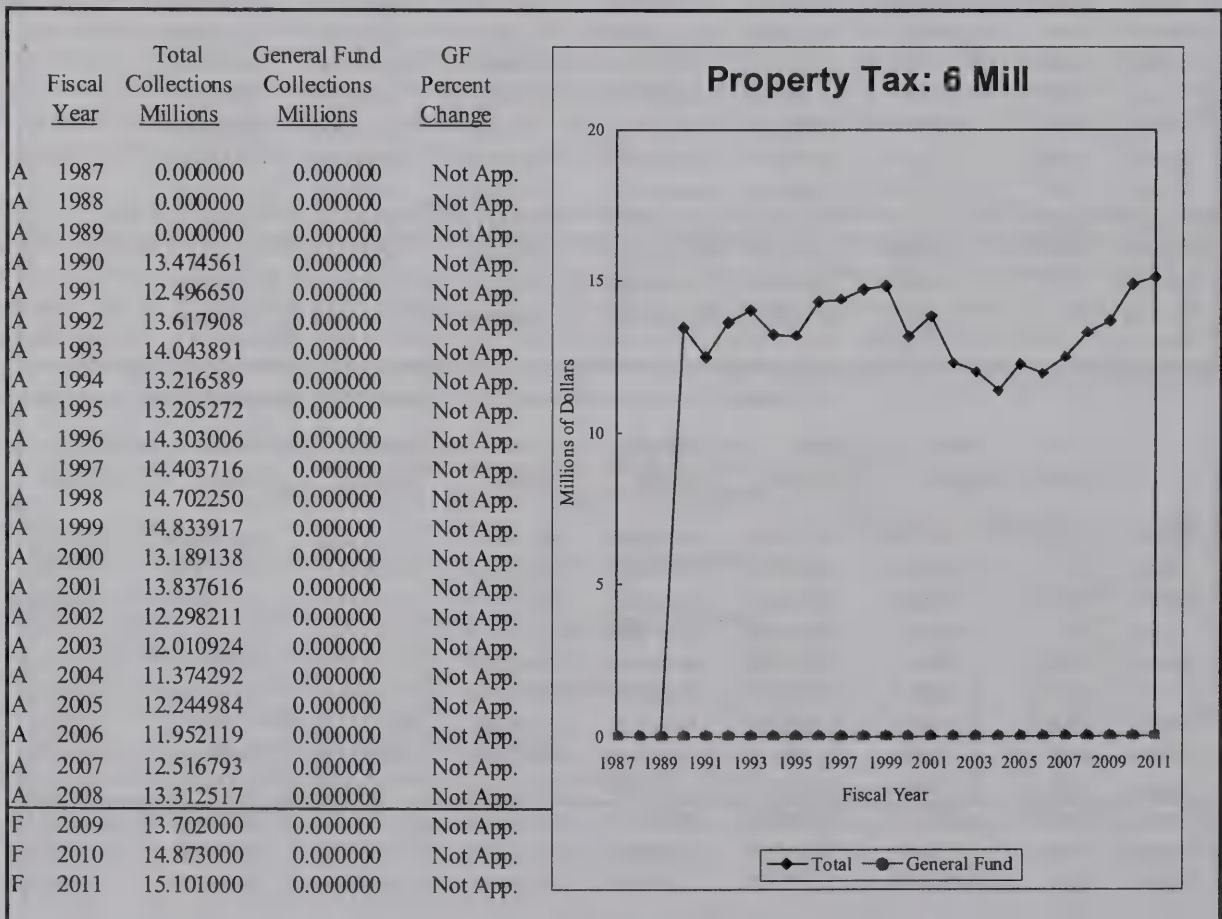 Total General Fund GF
Fiscal Collections Collections Percent
Year Millions Millions Change
A 1987 0.000000 0.000000 Not App.
A 1988 0.000000 0.000000 Not App.
A 1989 0.000000 0.000000 Not App.
A 1990 13.474561 0.000000 Not App.
A 1991 12.496650 0.000000 Not App.
A 1992 13.617908 0.000000 Not App.
A 1993 14.043891 0.000000 Not App.
A 1994 13.216589 0.000000 Not App.
A 1995 13.205272 0.000000 Not App.
A 1996 14.303006 0.000000 Not App.
A 1997 14.403716 0.000000 Not App.
A 1998 14.702250 0.000000 Not App.
A 1999 14.833917 0.000000 Not App.
A 2000 13.189138 0.000000 Not App.
A 2001 13.837616 0.000000 Not App.
A 2002 12.298211 0.000000 Not App.
A 2003 12.010924 0.000000 Not App.
A 2004 11.374292 0.000000 Not App.
A 2005 12.244984 0.000000 Not App.
A 2006 11.952119 0.000000 Not App.
A 2007 12.516793 0.000000 Not App.
A 2008 13.312517 0.000000 Not App.
F 2009 13.702000 0.000000 Not App.
F 2010 14.873000 0.000000 Not App.
F 2011 15.101000 0.000000 Not App.
Property Tax: 6 Mill
20
15
10
5
0
Millions of Dollars
1987 1989 1991 1993 1995 1997 1999 2001 2003 2005 2007 2009 2011
Fiscal Year
Total General Fund